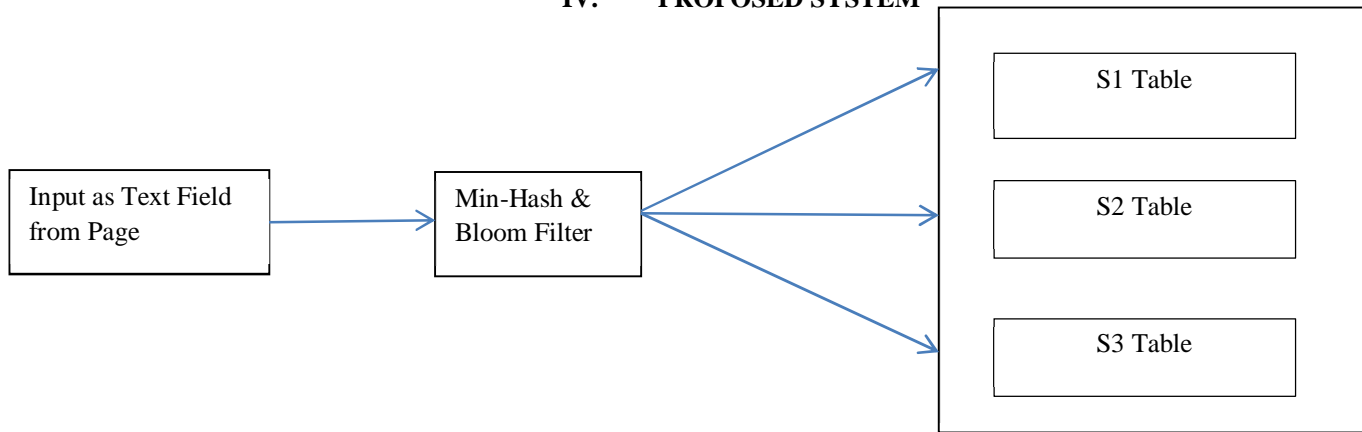 IV. PROPOSED SYSTEM
S1 Table
Input as Text Field
from Page
Min-Hash &
Bloom Filter
S2 Table
S3 Table